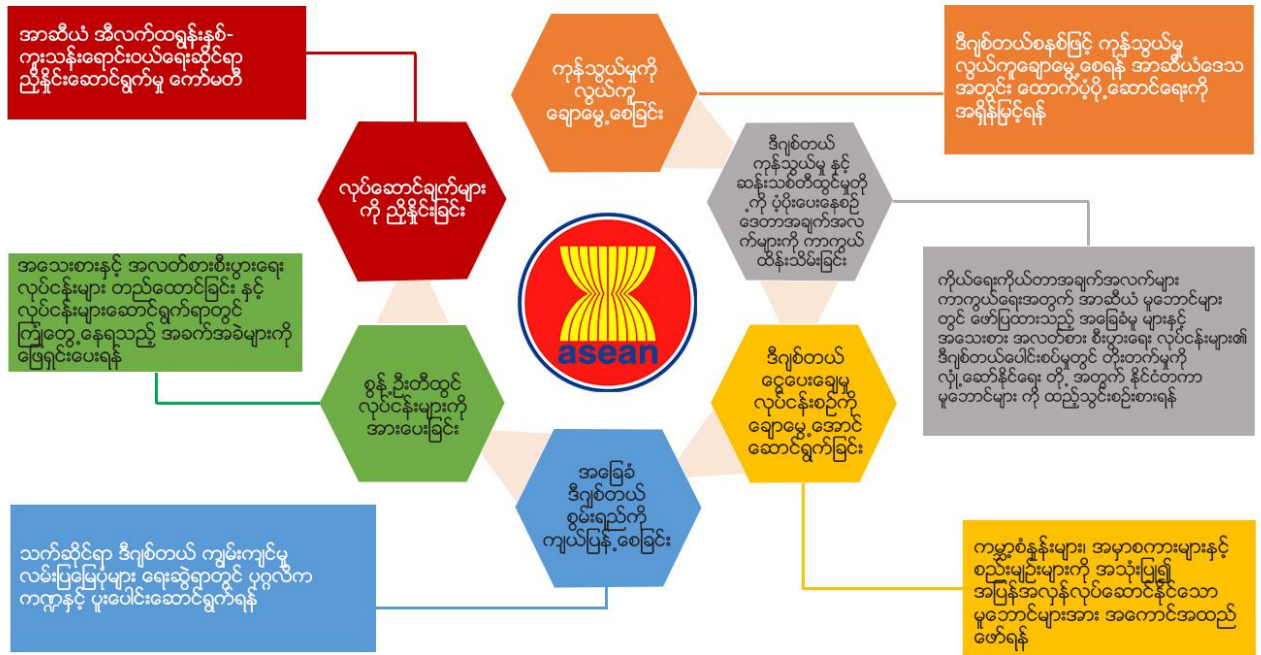 အာဆီယံ အီလက်ထရွန်းနစ်-
ကူးသန်းရောင်းဝယ်ရေးဆိုင်ရာ
ညှိနှိုင်းဆောင်ရွက်မှု ကော်မတီ
လုပ်ဆောင်ချက်များ
ကို ညှိနှိုင်းခြင်း
ကုန်သွယ်မှုကို
လွယ်ကူ
ချောမွေ့စေခြင်း
ဒီဂျစ်တယ်စနစ်ဖြင့် ကုန်သွယ်မှု
လွယ်ကူချောမွေ့စေရန် အာဆီယံဒေသ
အတွင်း ထောက်ပံ့ပို့ဆောင်ရေးကို
အရှိန်မြှင့်ရန်
ဒီဂျစ်တယ်
ကုန်သွယ်မှု နှင့်
ဆန်းသစ်တီထွင်မှုတို
့ကို ပံ့ပိုးပေးနေစဉ်
ဒေတာအချက်အလ
က်များကို ကာကွယ်
ထိန်းသိမ်းခြင်း
ကိုယ်ရေးကိုယ်တာအချက်အလက်များ
ကာကွယ်ရေးအတွက် အာဆီယံ မူဘောင်များ
တွင် ဖော်ပြထားသည့် အခြေခံမူ များနှင့်
အသေးစား အလတ်စား စီးပွားရေး လုပ်ငန်းများ၏
ဒီဂျစ်တယ်ပေါင်းစပ်မှုတွင် တိုးတက်မှုကို
လှုံ့ဆော်နိုင်ရေး တို့ အတွက် နိုင်ငံတကာ
မူဘောင်များ ကို ထည့်သွင်းစဉ်းစားရန်
အသေးစားနှင့် အလတ်စားစီးပွားရေး
လုပ်ငန်းများ တည်ထောင်ခြင်း နှင့်
လုပ်ငန်းများဆောင်ရွက်ရာတွင်
ကြုံတွေ့နေရသည့် အခက်အခဲများကို
ဖြေရှင်းပေးရန်
စွန့်ဦးတီထွင်
လုပ်ငန်းများကို
အားပေးခြင်း
asean
ဒီဂျစ်တယ်
ငွေပေးချေမှု
လုပ်ငန်းစဉ်ကို
ချောမွေ့အောင်
ဆောင်ရွက်ခြင်း
အခြေခံ
ဒီဂျစ်တယ်
စွမ်းရည်ကို
ကျယ်ပြန့်စေခြင်း
သက်ဆိုင်ရာ ဒီဂျစ်တယ် ကျွမ်းကျင်မှု
လမ်းပြမြေပုံများ ရေးဆွဲရာတွင် ပုဂ္ဂလိက
ကဏ္ဍနှင့် ပူးပေါင်းဆောင်ရွက်ရန်
ကမ္ဘာ့စံနှုန်းများ၊ အမှာစကားများနှင့်
စည်းမျဉ်းများကို အသုံးပြု၍
အပြန်အလှန်လုပ်ဆောင်နိုင်သော
မူဘောင်များအား အကောင်အထည်
ဖော်ရန်